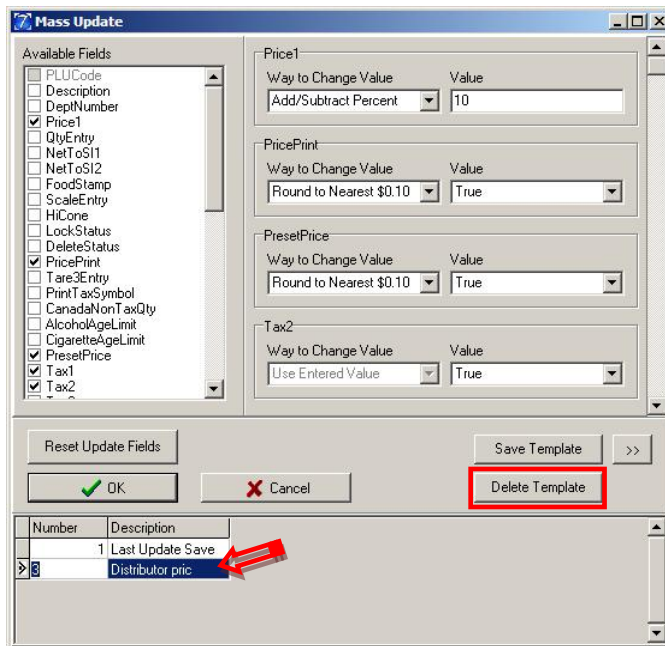 Mass Update
Available Fields
PLUCode
Description
DeptNumber
Price1
QtyEntry
NetToSI1
NetToSI2
FoodStamp
ScaleEntry
HiCone
LockStatus
DeleteStatus
PricePrint
Tare3Entry
PrintTaxSymbol
CanadaNonTaxQty
AlcoholAgeLimit
CigaretteAgeLimit
PresetPrice
Tax1
Tax2
Price1
Way to Change Value Value
Add/Subtract Percent 10
PricePrint
Way to Change Value Value
Round to Nearest $0.10 True
PresetPrice
Way to Change Value Value
Round to Nearest $0.10 True
Tax2
Way to Change Value Value
Use Entered Value True
Reset Update Fields Save Template >>
OK Cancel Delete Template
Number Description
1 Last Update Save
3 Distributor pric